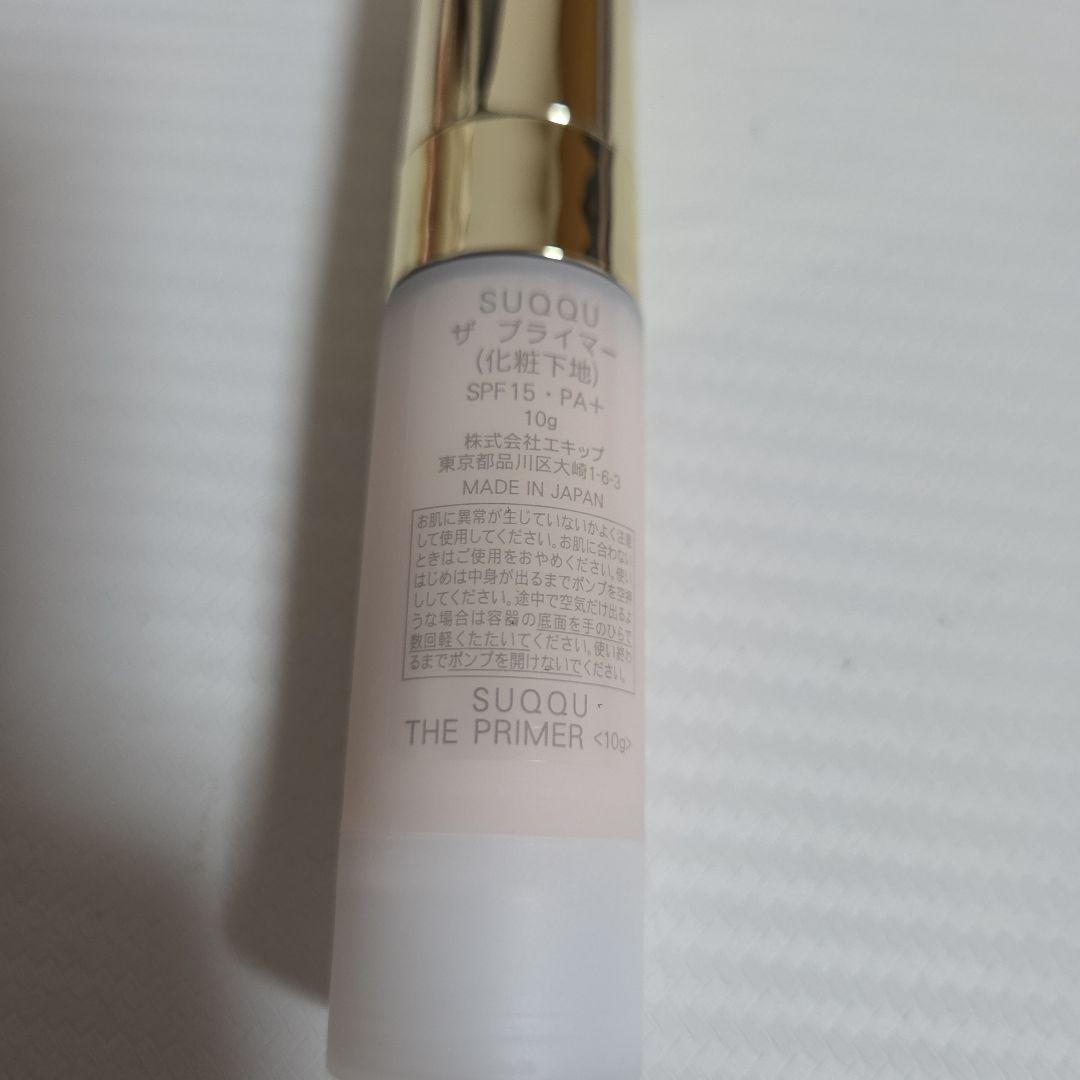 SUQQU
ザ プライマー
(化粧下地)
SPF15・PA+
10g
株式会社エキップ
東京都品川区大崎1-6-3
MADE IN JAPAN
お肌に異常が生じていないかよく注意
して使用してください。お肌に合わない
ときはご使用をおやめください。使い
はじめは中身が出るまでポンプを空押
ししてください。途中で空気だけ出るよ
うな場合は容器の底面を手のひらで
数回軽くたたいてください。使い終わ
るまでポンプを開けないでください。
SUQQU
THE PRIMER <10g>